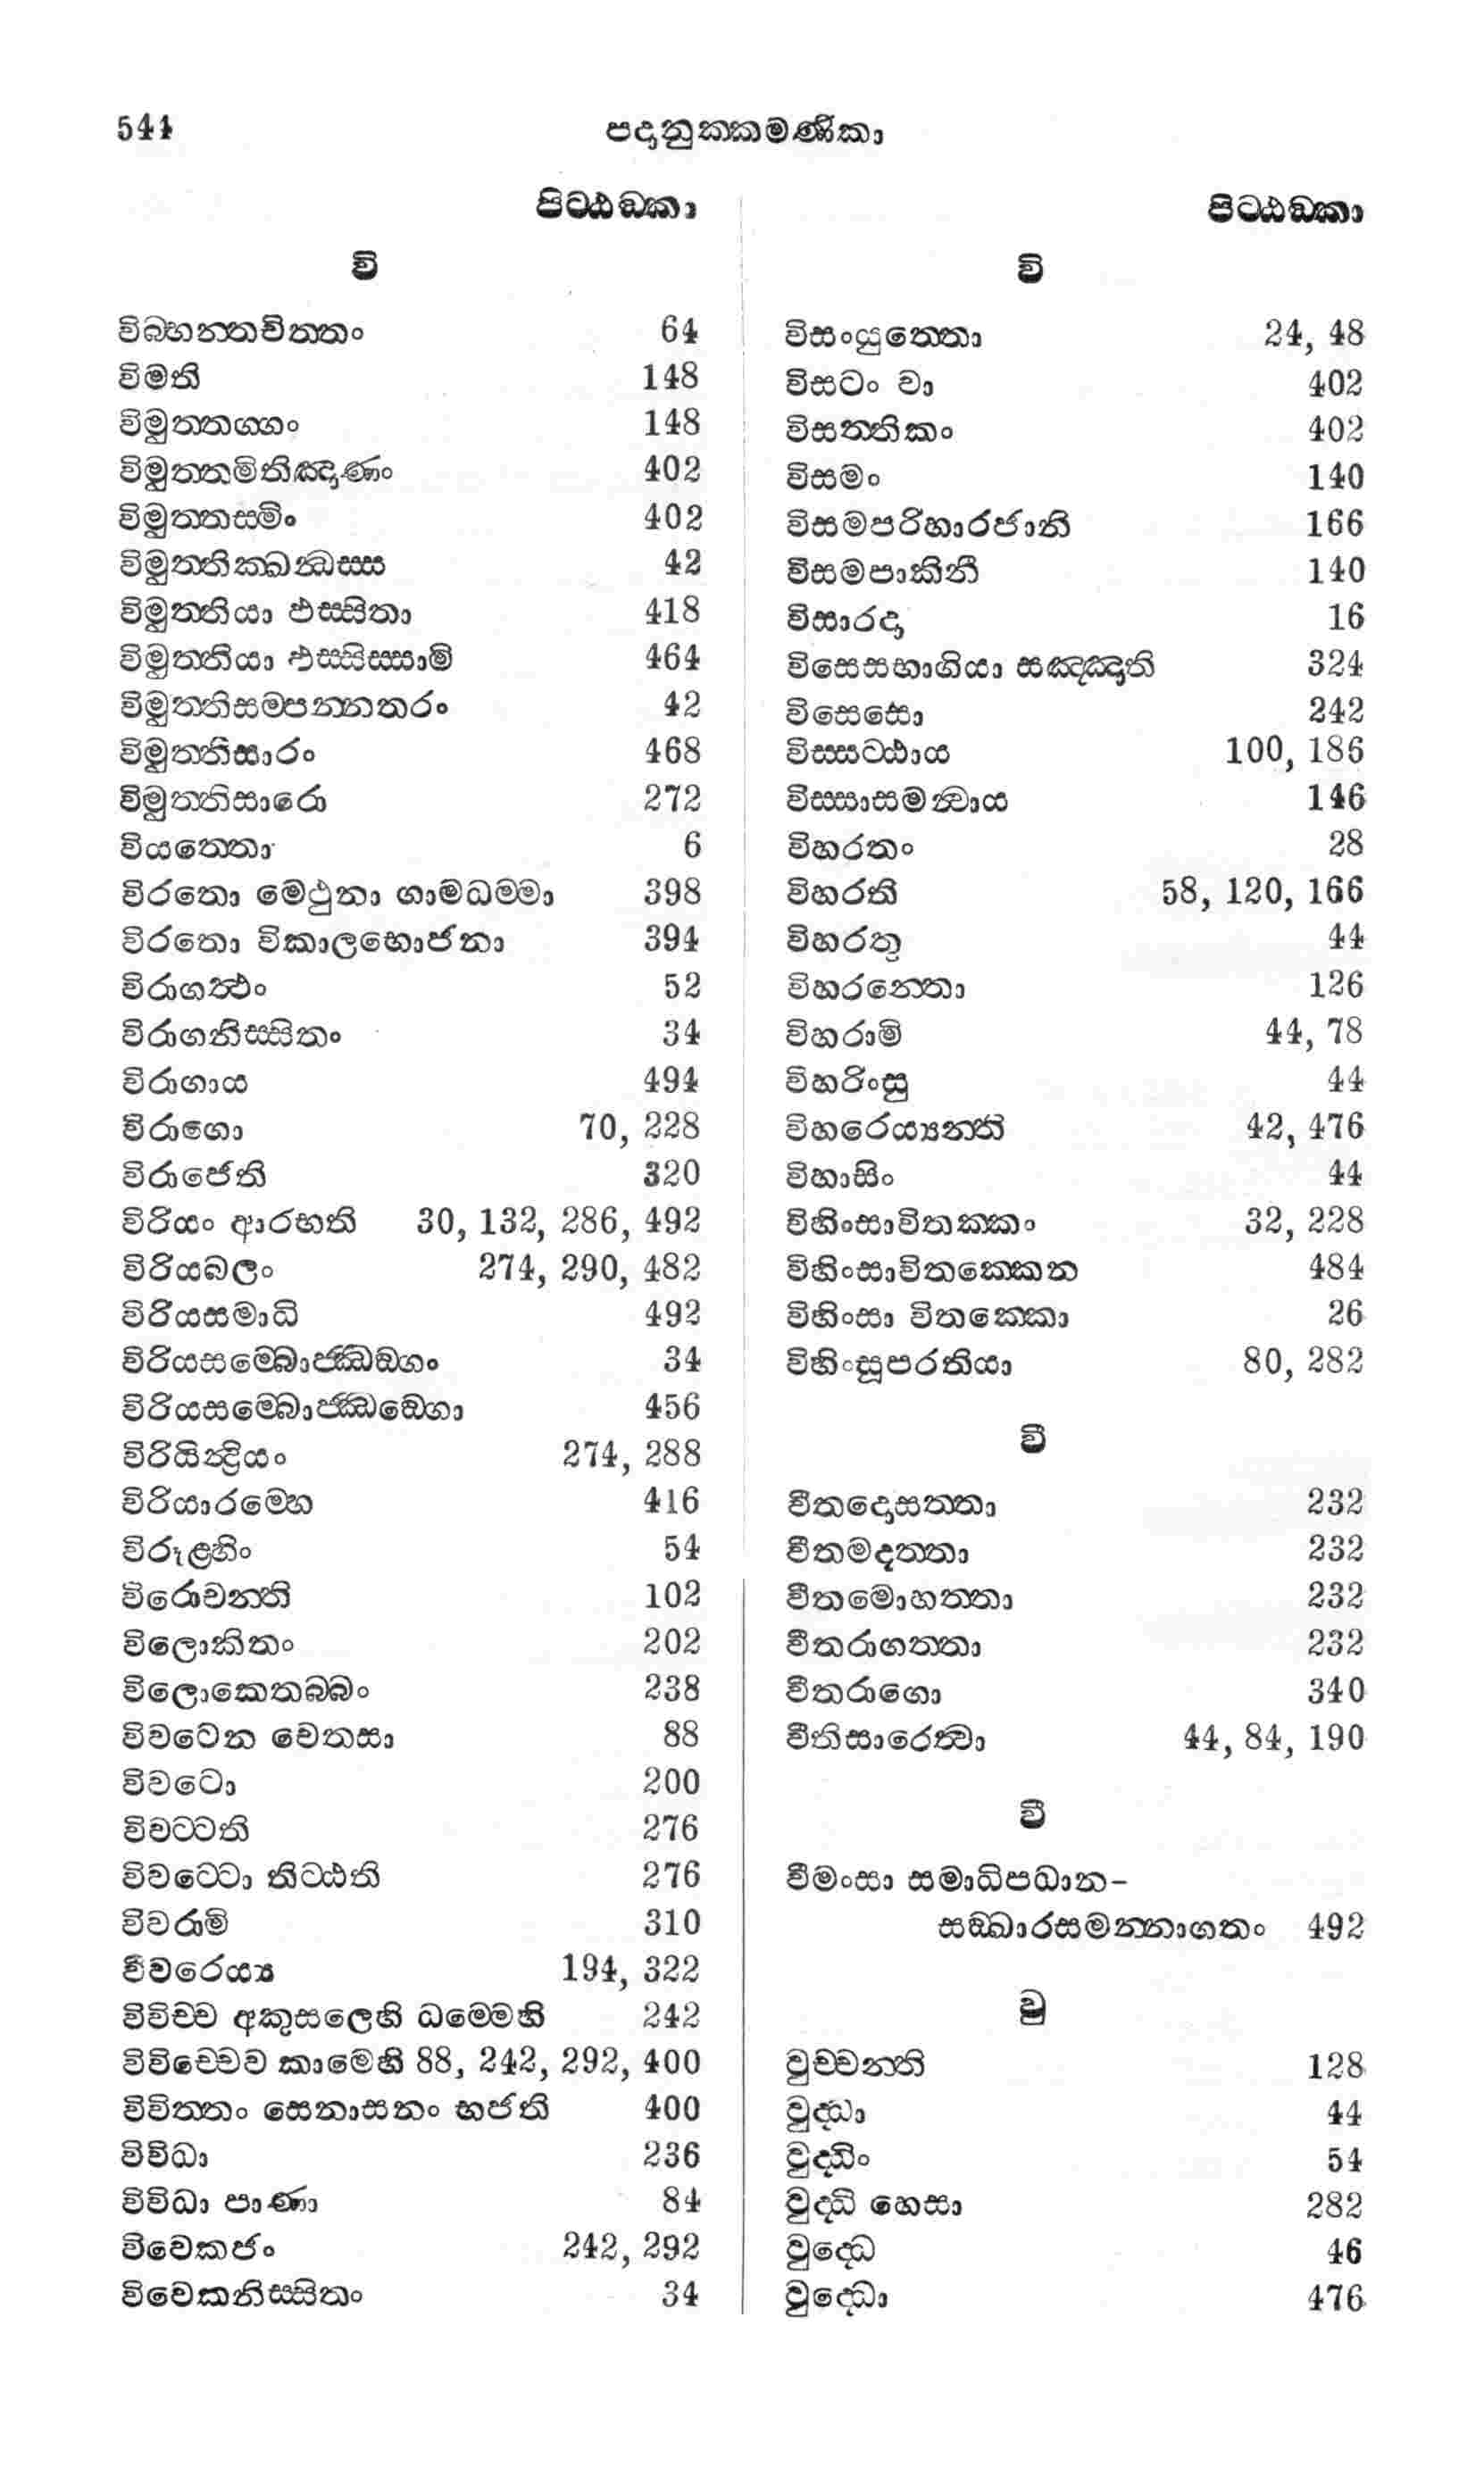 544
පදානුක්කමණිකා
පිට්ඨඞ්කා
වි
විබ්භන්තචිත්තං 64
විමති 148
විමුත්තග්ගං 148
විමුත්තමිතිඤාණං 402
විමුත්තස්මිං 402
විමුත්තික්ඛන්ධස්ස 42
විමුත්තියා ඵස්සිතා 418
විමුත්තියා ඵස්සිස්සාමි 464
විමුත්තිසම්පන්නතරං 42
විමුත්තිසාරං 468
විමුත්තිසාරො 272
වියත්තො 6
විරතො මෙථුනා ගාමධම්මා 398
විරතො විකාලභොජනා 394
විරාගත්ථං 52
විරාගනිස්සිතං 34
විරාගාය 494
විරාගො 70, 228
විරාජෙති 320
විරියං ආරභති 30, 132, 286, 492
විරියබලං 274, 290, 482
විරියසමාධි 492
විරියසම්බොජ්ඣඞ්ගං 34
විරියසම්බොජ්ඣඞ්ගො 456
විරියින්ද්‍රියං 274, 288
විරියාරම්භෙ 416
විරූළ්හිං 54
විරොචන්ති 102
විලොකිතං 202
විලොකෙතබ්බං 238
විවටෙන චෙතසා 88
විවටො 200
විවට්ටති 276
විවට්ටො තිට්ඨති 276
විවරාමි 310
විවරෙය්‍ය 194, 322
විවිච්ච අකුසලෙහි ධම්මෙහි 242
විවිච්චෙව කාමෙහි 88, 242, 292, 400
විවිත්තං සෙනාසනං භජති 400
විවිධා 236
විවිධා පාණා 84
විවෙකජං 242, 292
විවෙකනිස්සිතං 34
පිට්ඨඞ්කා
වි
විසංයුත්තො 24, 48
විසටං වා 402
විසත්තිකං 402
විසමං 140
විසමපරිහාරජානි 166
විසමපාකිනී 140
විසාරදා 16
විසෙසභාගියා සඤ්ඤාති 324
විසෙසො 242
විස්සට්ඨාය 100, 186
විස්සාසමන්වාය 146
විහරතං 28
විහරති 58, 120, 166
විහරතු 44
විහරන්තො 126
විහරාමි 44, 78
විහරිංසු 44
විහරෙය්‍යන්ති 42, 476
විහාසිං 44
විහිංසාවිතක්කං 32, 228
විහිංසාවිතක්කෙන 484
විහිංසා විතක්කො 26
විහිංසූපරතියා 80, 282
වී
වීතදොසත්තා 232
වීතමදත්තා 232
වීතමොහත්තා 232
වීතරාගත්තා 232
වීතරාගො 340
වීතිසාරෙත්වා 44, 84, 190
වී
වීමංසා සමාධිපධාන-
සඞ්ඛාරසමන්නාගතං 492
වු
වුච්චන්ති 128
වුද්ධා 44
වුද්ධිං 54
වුද්ධි හෙසා 282
වුද්ධෙ 46
වුද්ධො 476